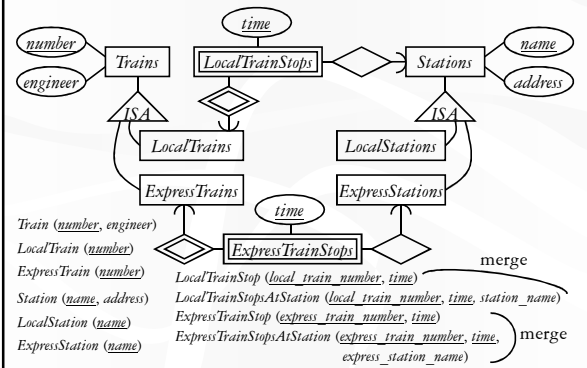 time
number
Trains
LocalTrainStops
Stations
name
engineer
address
ISA
ISA
LocalTrains
LocalStations
ExpressTrains
ExpressStations
time
ExpressTrainStops
Train (number, engineer)
LocalTrain (number)
ExpressTrain (number)
Station (name, address)
LocalStation (name)
ExpressStation (name)
LocalTrainStop (local_train_number, time)
LocalTrainStopsAtStation (local_train_number, time, station_name)
ExpressTrainStop (express_train_number, time)
ExpressTrainStopsAtStation (express_train_number, time,
express_station_name)
merge
merge